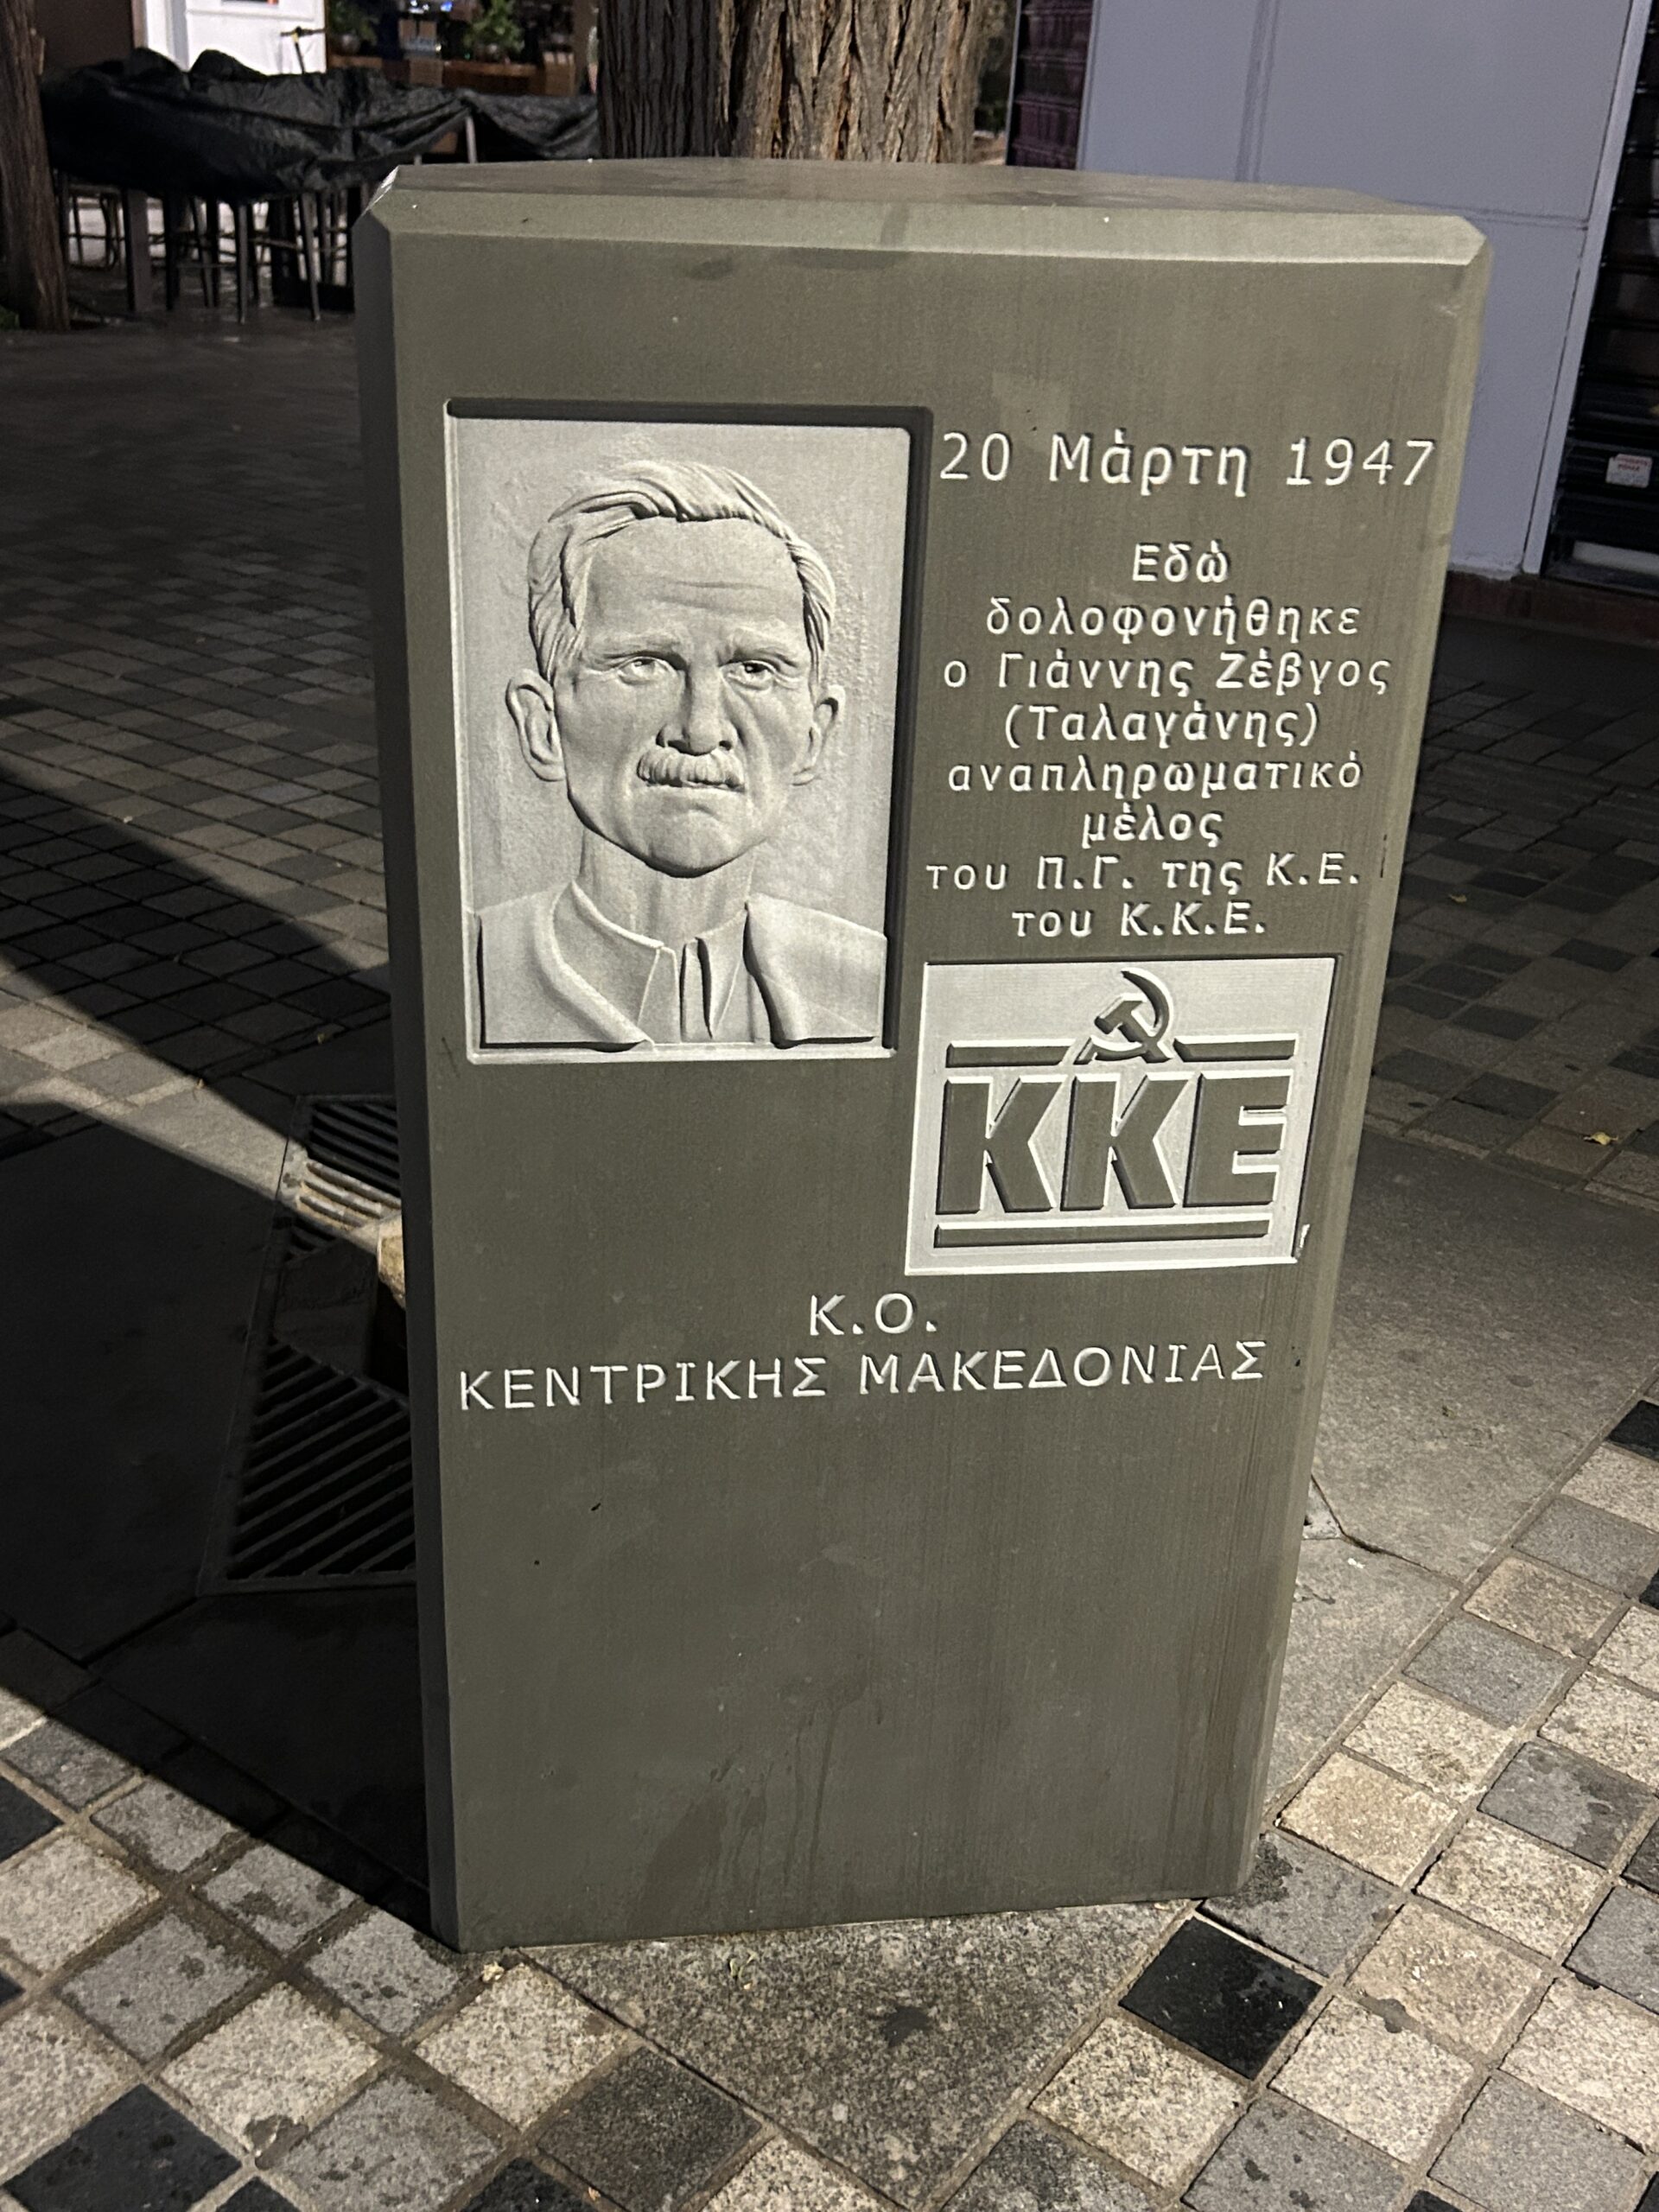 20 Μάρτη 1947
Εδώ
δολοφονήθηκε
ο Γιάννης Ζέβγος
(Ταλαγάνης)
αναπληρωματικό
μέλος
του Π.Γ. της Κ.Ε.
του Κ.Κ.Ε.
ΚΚΕ
Κ.Ο.
ΚΕΝΤΡΙΚΗΣ ΜΑΚΕΔΟΝΙΑΣ